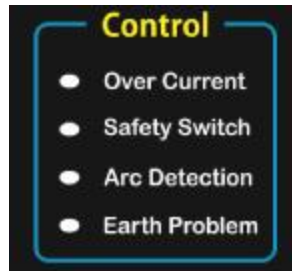 Control
Over Current
Safety Switch
Arc Detection
Earth Problem